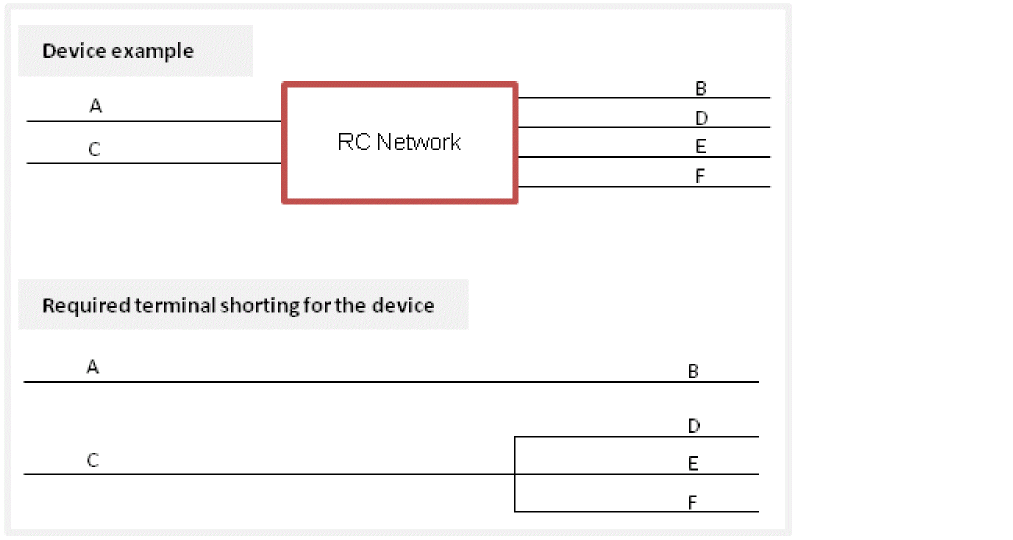 Device example
A
C
RC Network
B
D
E
F
Required terminal shorting for the device
A
B
C
D
E
F